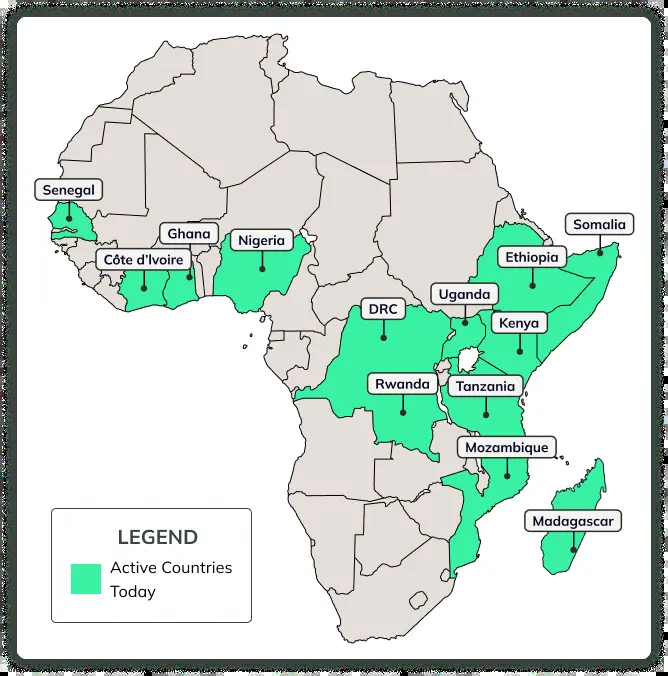 Senegal
Ghana
Somalia
Nigeria
Côte d'Ivoire
Ethiopia
Uganda
DRC
Kenya
Rwanda
Tanzania
Mozambique
Madagascar
LEGEND
Active Countries
Today